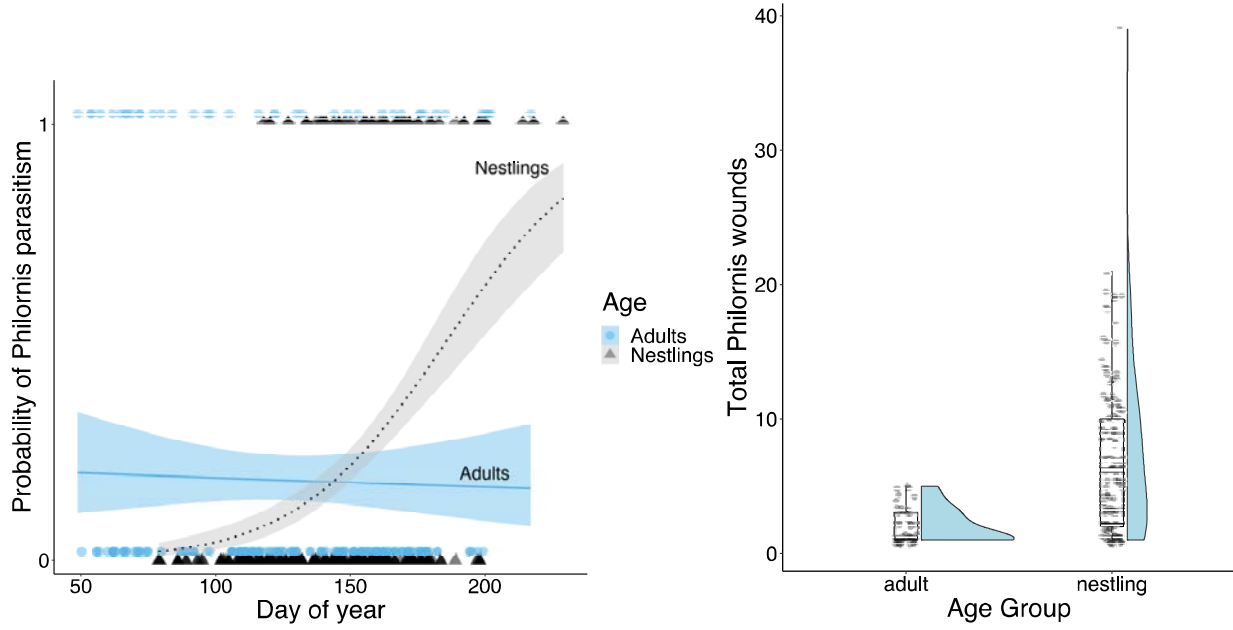 Probability of Philornis parasitism
1
0
Nestlings
Adults
50
100
150
200
Day of year
Age
Adults
Nestlings
Total Philornis wounds
40
30
20
10
0
adult
nestling
Age Group